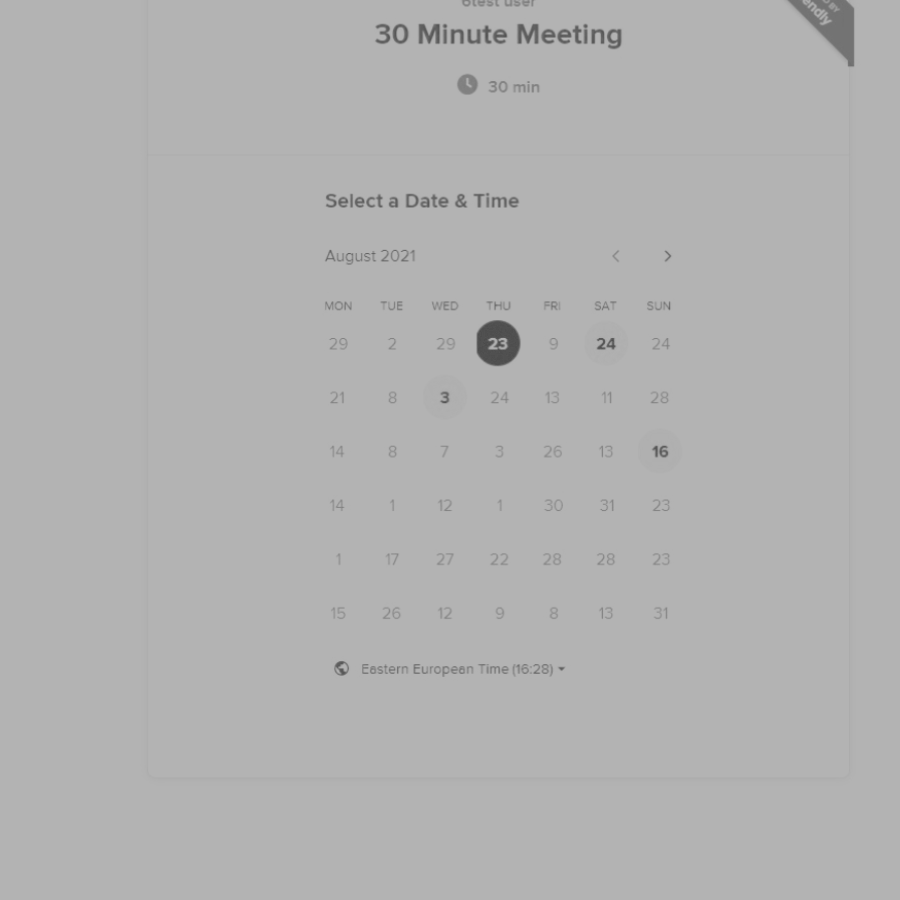 6test user
30 Minute Meeting
30 min
Select a Date & Time
August 2021
MON TUE WED THU FRI SAT SUN
29 2 29 23 9 24 24
21 8 3 24 13 11 28
14 8 7 3 26 13 16
14 1 12 1 30 31 23
1 17 27 22 28 28 23
15 26 12 9 8 13 31
Eastern European Time (16:28)